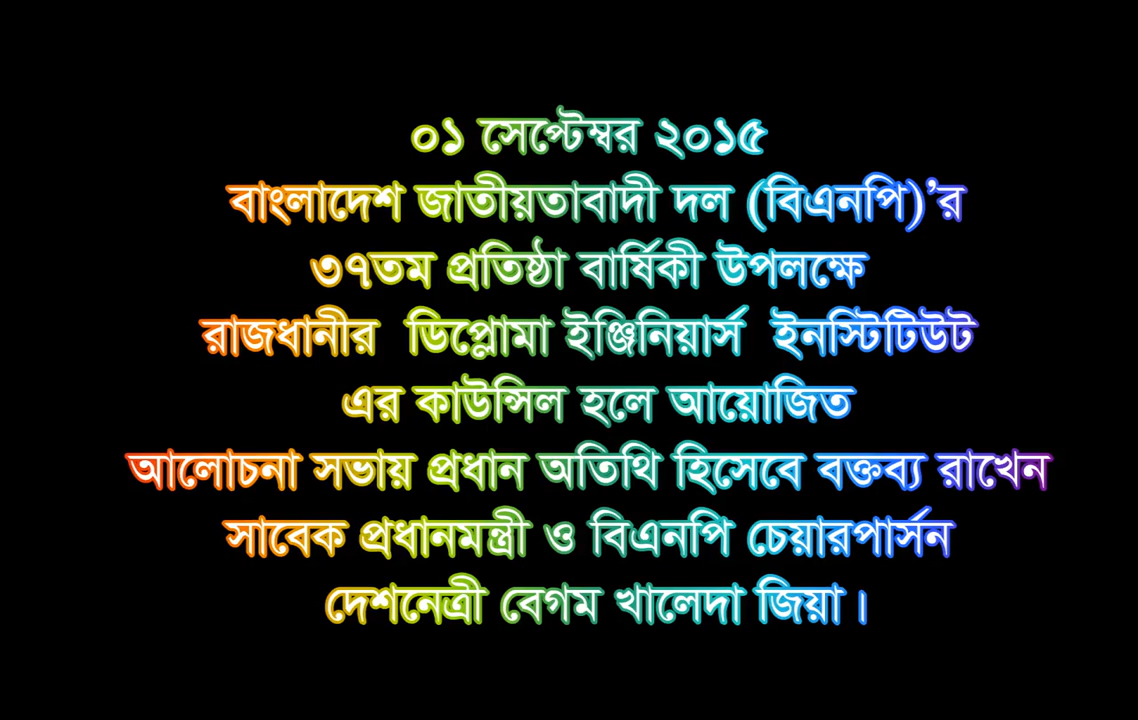 ০১ সেপ্টেম্বর ২০১৫
বাংলাদেশ জাতীয়তাবাদী দল (বিএনপি)’র
৩৭তম প্রতিষ্ঠা বার্ষিকী উপলক্ষে
রাজধানীর ডিপ্লোমা ইঞ্জিনিয়ার্স ইনস্টিটিউট
এর কাউন্সিল হলে আয়োজিত
আলোচনা সভায় প্রধান অতিথি হিসেবে বক্তব্য রাখেন
সাবেক প্রধানমন্ত্রী ও বিএনপি চেয়ারপার্সন
দেশনেত্রী বেগম খালেদা জিয়া।